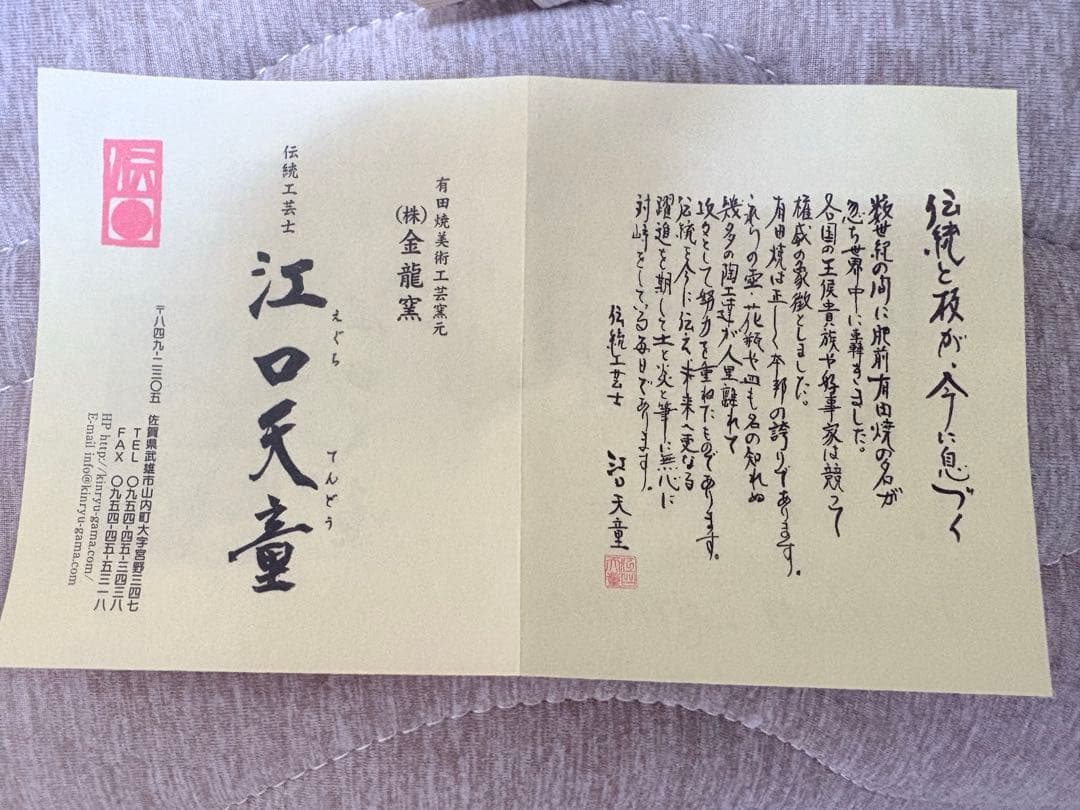 伝統と技が、今に息づく
数世紀の間に肥前有田焼の名が
忽ち世界中に轟きました。
各国の王侯貴族や好事家は競って
権威の象徴としました。
有田焼は正しく本邦の誇りであります。
これらの壺・花瓶や皿も名の知れぬ
幾多の陶工達が人里離れて
攻々として努力を重ねたものであります。
伝統を今に伝え、未来へ更なる
躍進を期して土と炎と筆に無心に
対峙をしている毎日であります。
伝統工芸士 江口天童
有田焼美術工芸窯元
(株)金龍窯
伝統工芸士 江口天童
えぐち てんどう
伝
〒八四九-二三〇五 佐賀県武雄市山内町大字宮野三四七
TEL 〇九五四-四五-三四三八
FAX 〇九五四-四五-五三二八
HP http://kinryu-gama.com/
E-mail info@kinryu-gama.com